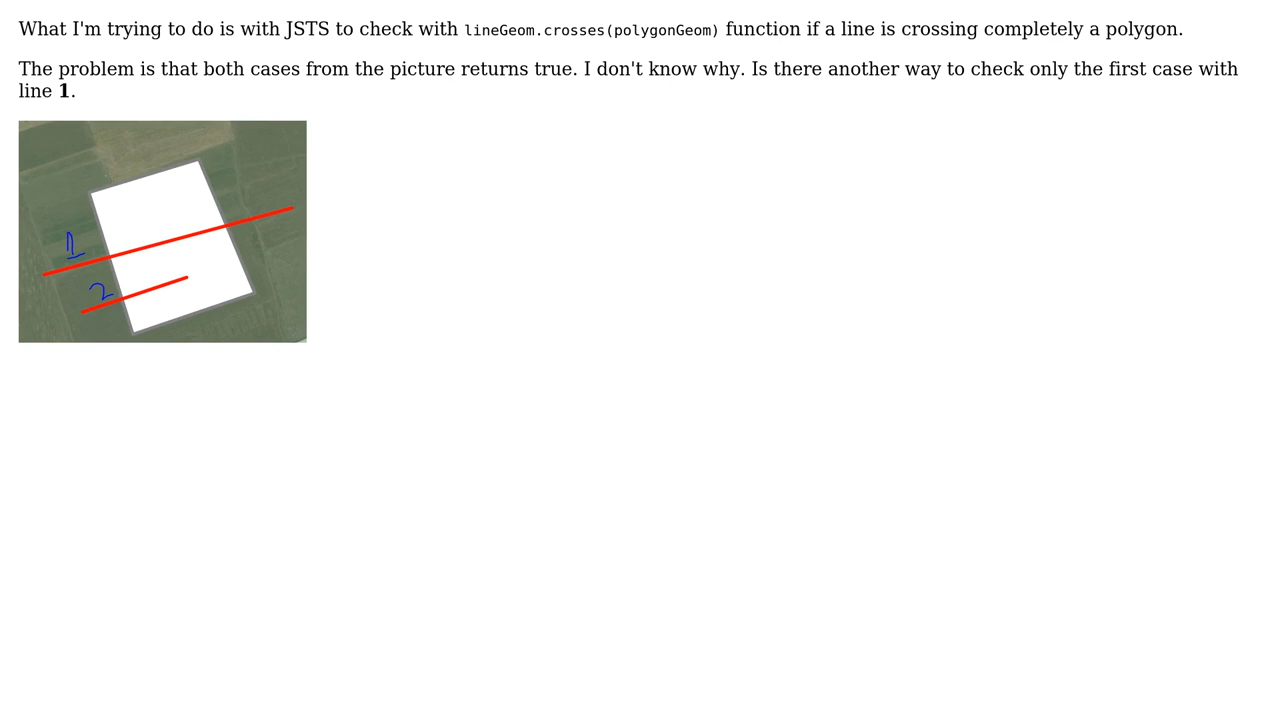 What I'm trying to do is with JSTS to check with lineGeom.crosses(polygonGeom) function if a line is crossing completely a polygon.
The problem is that both cases from the picture returns true. I don't know why. Is there another way to check only the first case with
line 1.
1
2